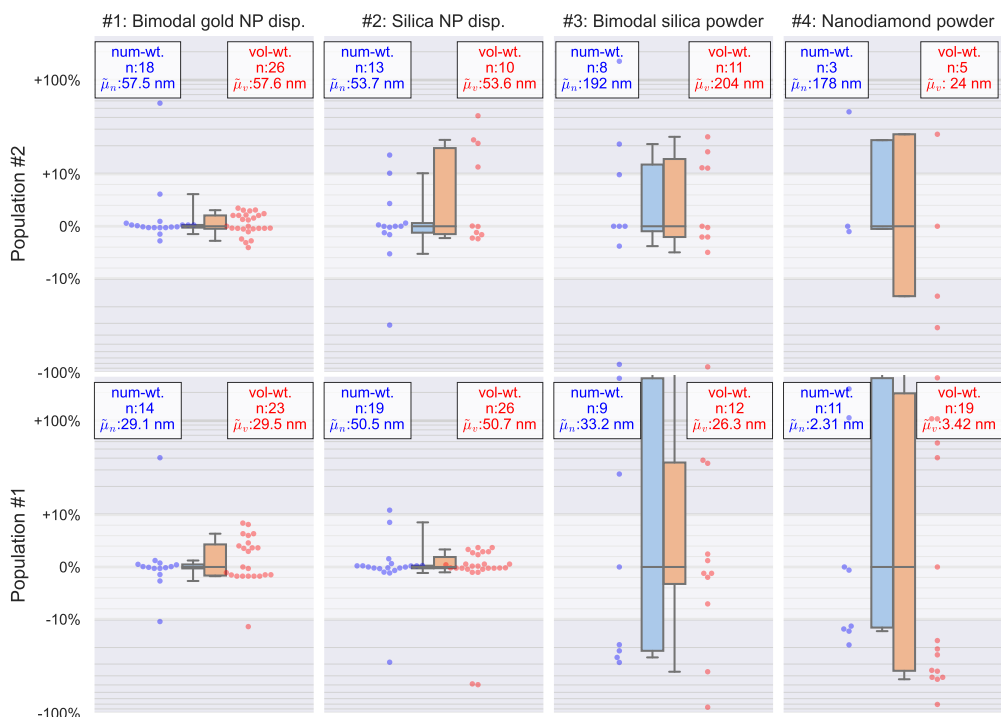 #1: Bimodal gold NP disp.
#2: Silica NP disp.
#3: Bimodal silica powder
#4: Nanodiamond powder
Population #2
+100%
+10%
0%
-10%
-100%
num-wt.
n:18
μ̃ₙ:57.5 nm
vol-wt.
n:26
μ̃ᵥ:57.6 nm
num-wt.
n:13
μ̃ₙ:53.7 nm
vol-wt.
n:10
μ̃ᵥ:53.6 nm
num-wt.
n:8
μ̃ₙ:192 nm
vol-wt.
n:11
μ̃ᵥ:204 nm
num-wt.
n:3
μ̃ₙ:178 nm
vol-wt.
n:5
μ̃ᵥ: 24 nm
Population #1
+100%
+10%
0%
-10%
-100%
num-wt.
n:14
μ̃ₙ:29.1 nm
vol-wt.
n:23
μ̃ᵥ:29.5 nm
num-wt.
n:19
μ̃ₙ:50.5 nm
vol-wt.
n:26
μ̃ᵥ:50.7 nm
num-wt.
n:9
μ̃ₙ:33.2 nm
vol-wt.
n:12
μ̃ᵥ:26.3 nm
num-wt.
n:11
μ̃ₙ:2.31 nm
vol-wt.
n:19
μ̃ᵥ:3.42 nm